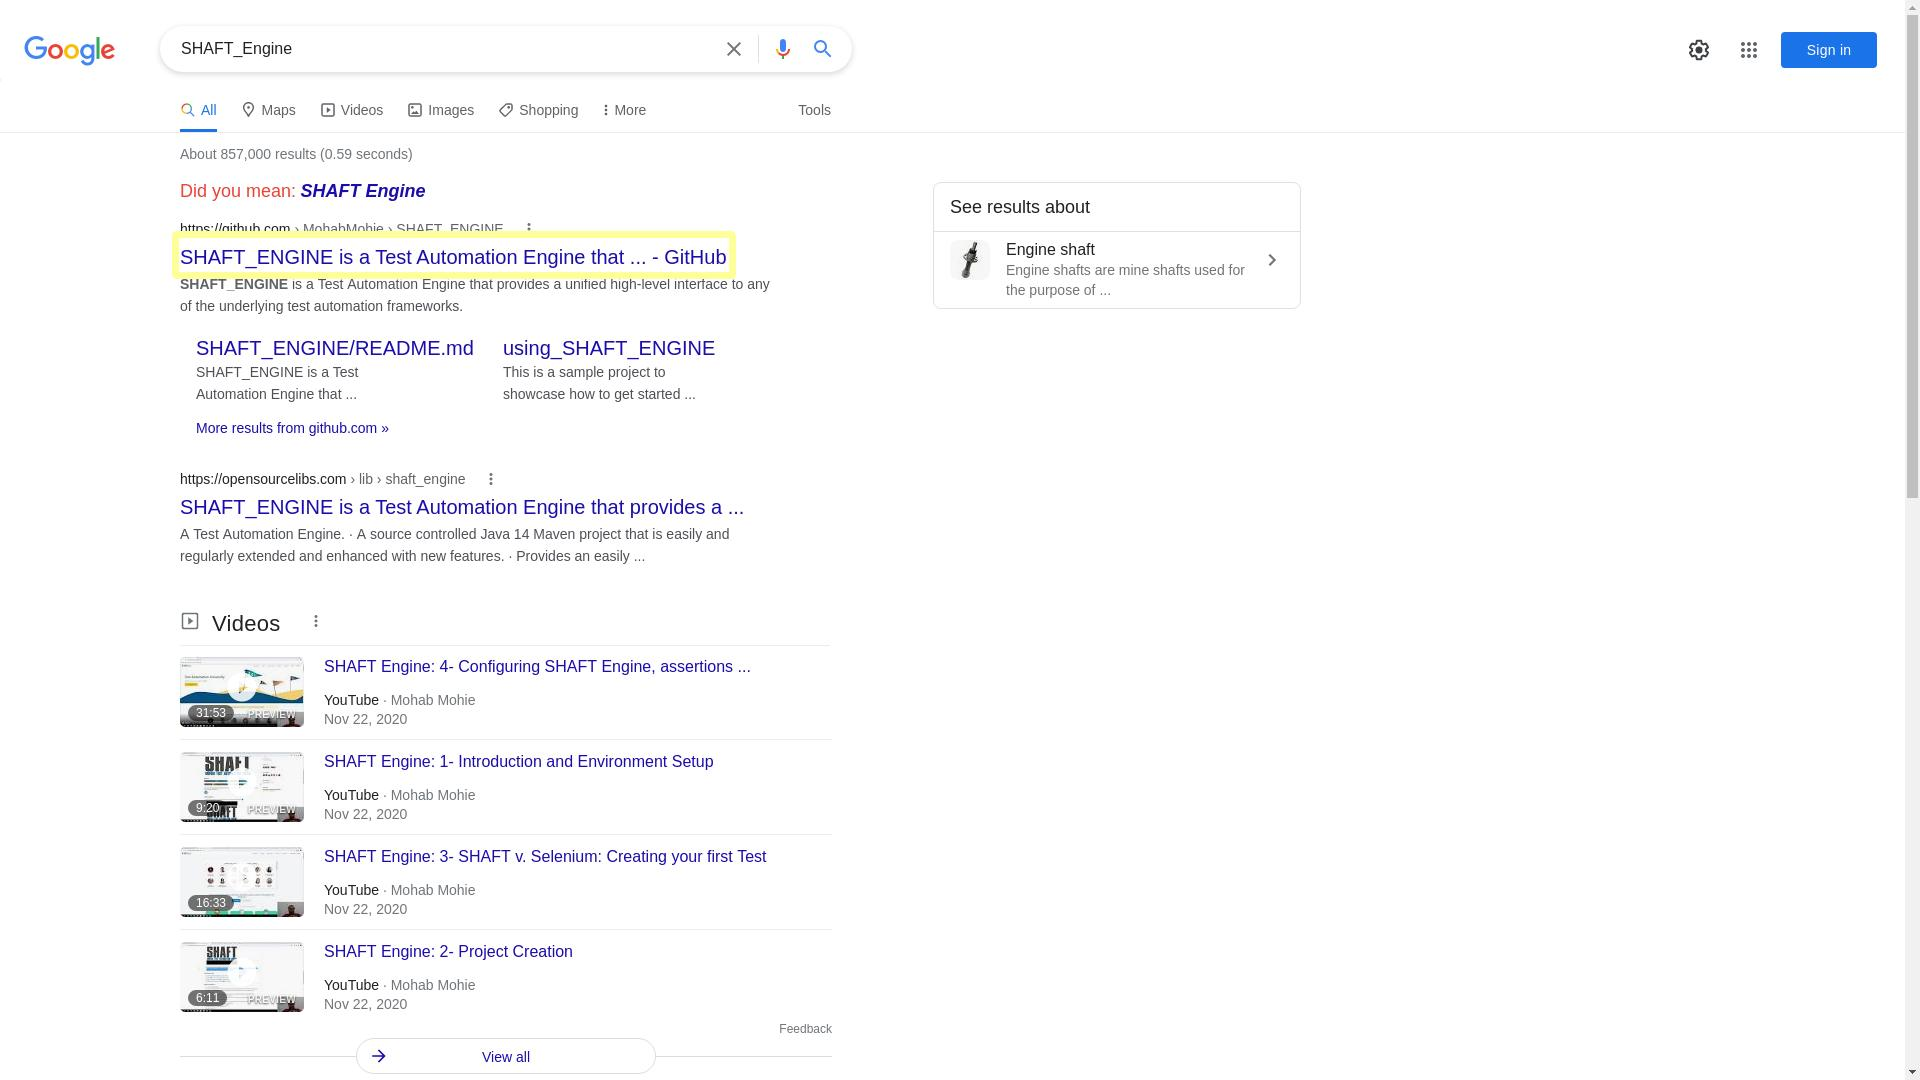 Google
SHAFT_Engine
Sign in
All
Maps
Videos
Images
Shopping
More
Tools
About 857,000 results (0.59 seconds)
Did you mean: SHAFT Engine
https://github.com › MohabMohie › SHAFT_ENGINE
SHAFT_ENGINE is a Test Automation Engine that ... - GitHub
SHAFT_ENGINE is a Test Automation Engine that provides a unified high-level interface to any
of the underlying test automation frameworks.
SHAFT_ENGINE/README.md
SHAFT_ENGINE is a Test
Automation Engine that ...
using_SHAFT_ENGINE
This is a sample project to
showcase how to get started ...
More results from github.com »
https://opensourcelibs.com › lib › shaft_engine
SHAFT_ENGINE is a Test Automation Engine that provides a ...
A Test Automation Engine. · A source controlled Java 14 Maven project that is easily and
regularly extended and enhanced with new features. · Provides an easily ...
Videos
31:53
PREVIEW
SHAFT Engine: 4- Configuring SHAFT Engine, assertions ...
YouTube · Mohab Mohie
Nov 22, 2020
SHAFT
9:20
PREVIEW
SHAFT Engine: 1- Introduction and Environment Setup
YouTube · Mohab Mohie
Nov 22, 2020
16:33
SHAFT Engine: 3- SHAFT v. Selenium: Creating your first Test
YouTube · Mohab Mohie
Nov 22, 2020
SHAFT
6:11
PREVIEW
SHAFT Engine: 2- Project Creation
YouTube · Mohab Mohie
Nov 22, 2020
Feedback
View all
See results about
Engine shaft
Engine shafts are mine shafts used for
the purpose of ...